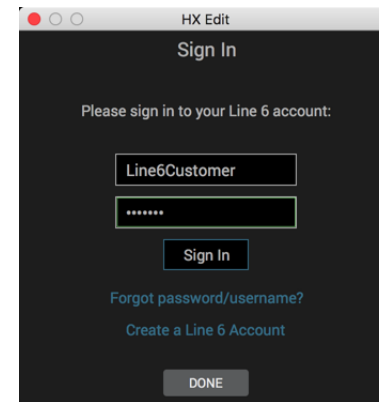 HX Edit
Sign In
Please sign in to your Line 6 account:
Line6Customer
•••••••
Sign In
Forgot password/username?
Create a Line 6 Account
DONE